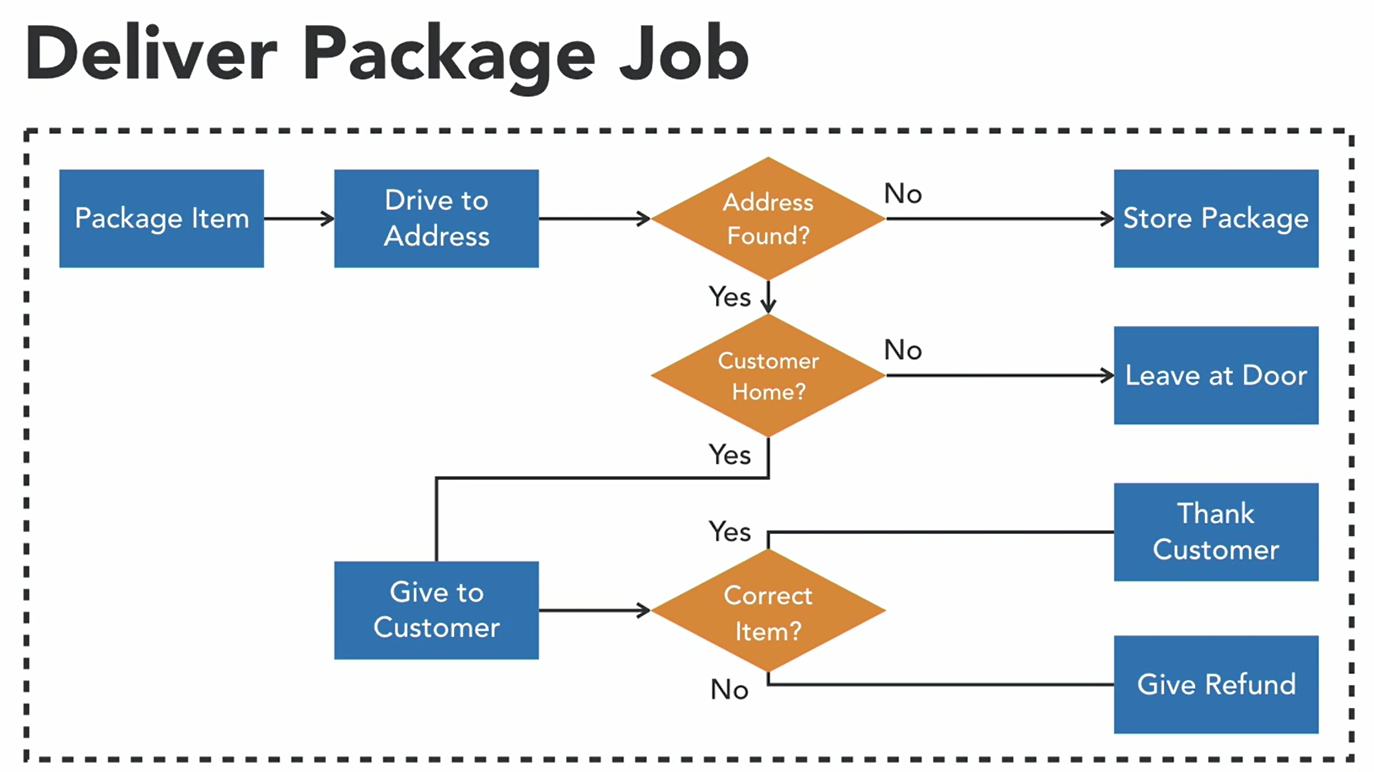 Deliver Package Job
Package Item
Drive to
Address
Address
Found?
No
Store Package
Yes
Customer
Home?
No
Leave at Door
Yes
Give to
Customer
Yes
Correct
Item?
No
Thank
Customer
Give Refund